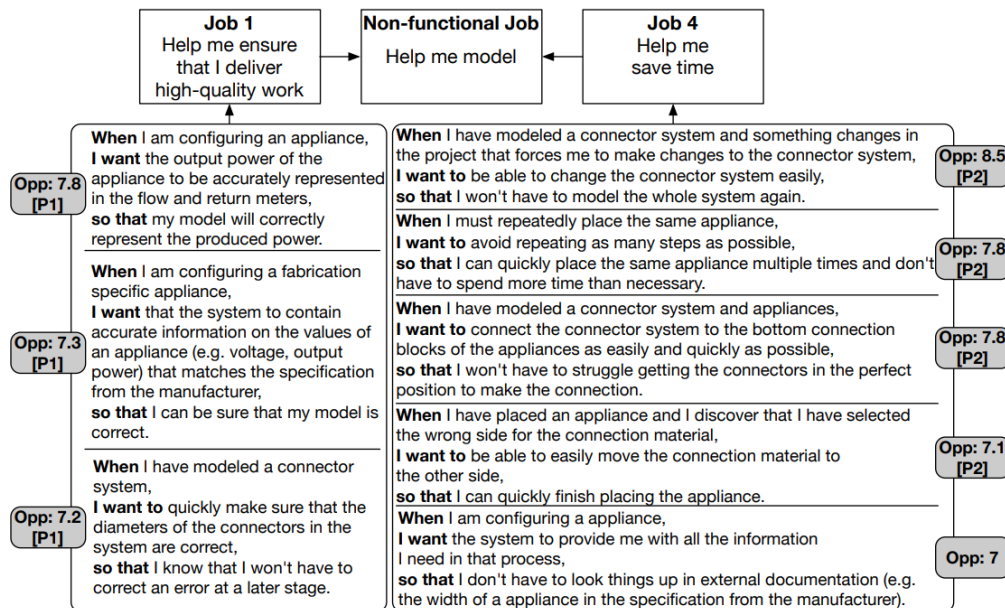 Job 1
Help me ensure
that I deliver
high-quality work
Non-functional Job
Help me model
Job 4
Help me
save time
When I am configuring an appliance,
I want the output power of the
appliance to be accurately represented
in the flow and return meters,
so that my model will correctly
represent the produced power.
Opp: 7.8
[P1]
When I am configuring a fabrication
specific appliance,
I want that the system to contain
accurate information on the values of
an appliance (e.g. voltage, output
power) that matches the specification
from the manufacturer,
so that I can be sure that my model is
correct.
Opp: 7.3
[P1]
When I have modeled a connector
system,
I want to quickly make sure that the
diameters of the connectors in the
system are correct,
so that I know that I won't have to
correct an error at a later stage.
Opp: 7.2
[P1]
When I have modeled a connector system and something changes in
the project that forces me to make changes to the connector system,
I want to be able to change the connector system easily,
so that I won't have to model the whole system again.
Opp: 8.5
[P2]
When I must repeatedly place the same appliance,
I want to avoid repeating as many steps as possible,
so that I can quickly place the same appliance multiple times and don't
have to spend more time than necessary.
Opp: 7.8
[P2]
When I have modeled a connector system and appliances,
I want to connect the connector system to the bottom connection
blocks of the appliances as easily and quickly as possible,
so that I won't have to struggle getting the connectors in the perfect
position to make the connection.
Opp: 7.8
[P2]
When I have placed an appliance and I discover that I have selected
the wrong side for the connection material,
I want to be able to easily move the connection material to
the other side,
so that I can quickly finish placing the appliance.
Opp: 7.1
[P2]
When I am configuring a appliance,
I want the system to provide me with all the information
I need in that process,
so that I don't have to look things up in external documentation (e.g.
the width of a appliance in the specification from the manufacturer).
Opp: 7